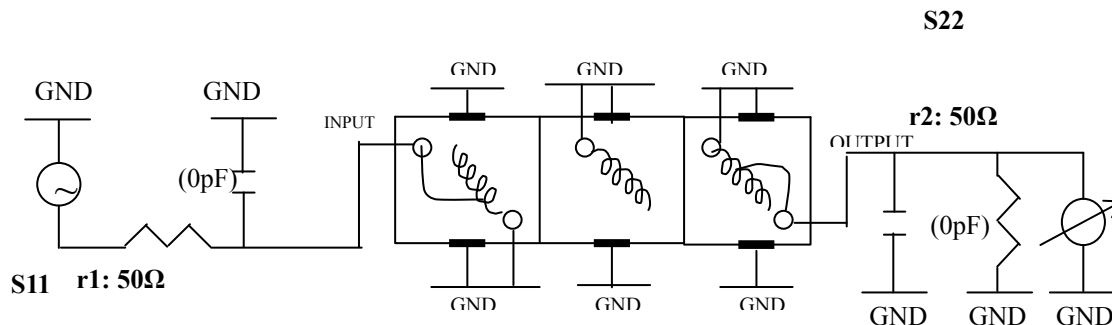 S22
GND
GND
GND
GND
GND
INPUT
r2: 50Ω
OUTPUT
(0pF)
(0pF)
S11
r1: 50Ω
GND
GND
GND
GND
GND
GND